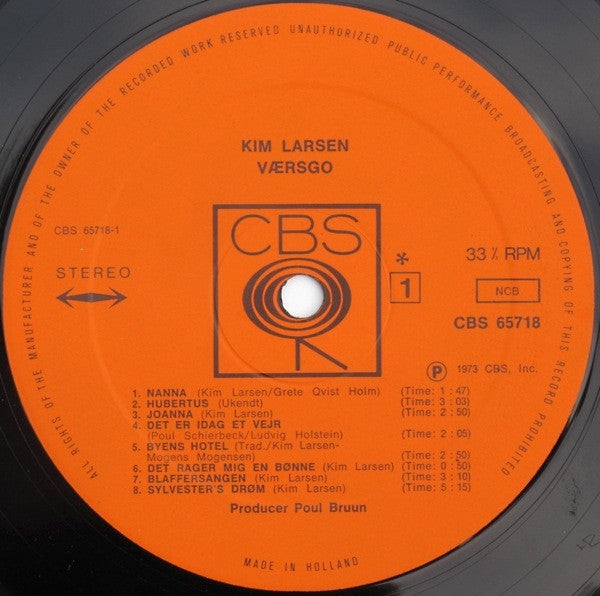 ALL RIGHTS OF THE MANUFACTURER AND OF THE OWNER OF THE RECORDED WORK RESERVED UNAUTHORIZED PUBLIC PERFORMANCE BROADCASTING AND COPYING OF THIS RECORD PROHIBITED
KIM LARSEN
VÆRSGO
CBS 65718-1
STEREO
CBS
*
1
33⅓ RPM
NCB
CBS 65718
Ⓟ 1973 CBS, Inc.
1. NANNA (Kim Larsen/Grete Qvist Holm) (Time: 1 : 47)
2. HUBERTUS (Ukendt) (Time: 3 : 03)
3. JOANNA (Kim Larsen) (Time: 2 : 50)
4. DET ER IDAG ET VEJR
(Poul Schierbeck/Ludvig Holstein) (Time: 2 : 05)
5. BYENS HOTEL (Trad./Kim Larsen-
Mogens Mogensen) (Time: 2 : 50)
6. DET RAGER MIG EN BØNNE (Kim Larsen) (Time: 0 : 50)
7. BLAFFERSANGEN (Kim Larsen) (Time: 3 : 10)
8. SYLVESTER'S DRØM (Kim Larsen) (Time: 5 : 15)
Producer Poul Bruun
MADE IN HOLLAND